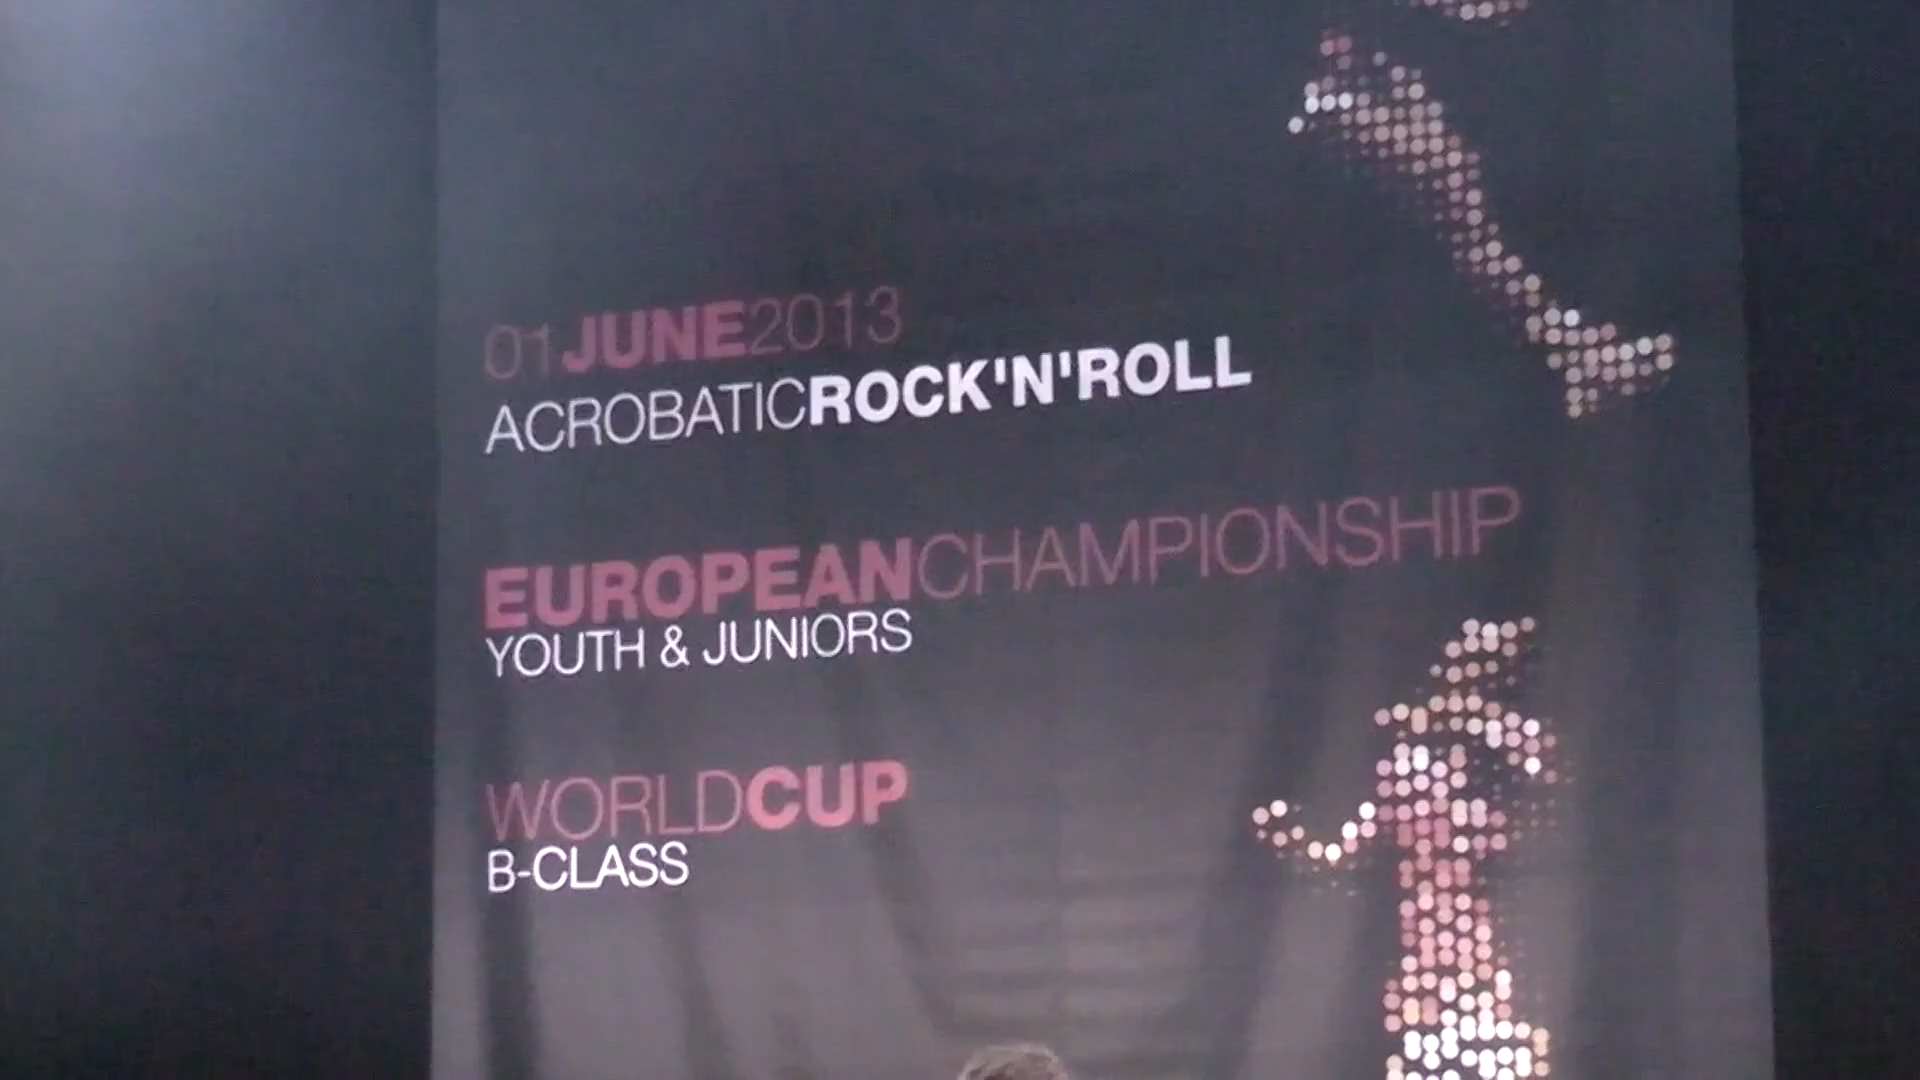 01JUNE2013
ACROBATICROCK'N'ROLL
EUROPEANCHAMPIONSHIP
YOUTH & JUNIORS
WORLDCUP
B-CLASS